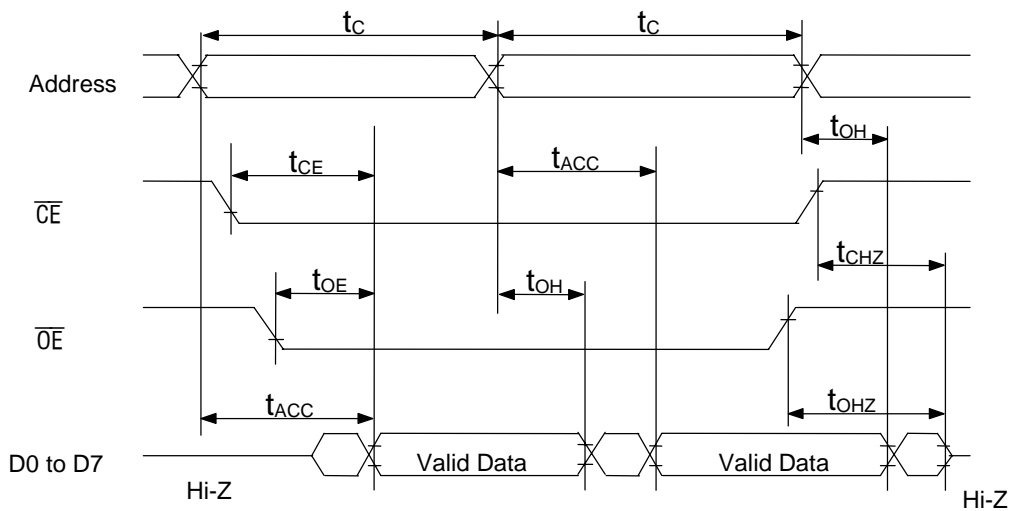 tC
tC
Address
tOH
tCE
tACC
CE
tCHZ
tOE
tOH
OE
tACC
tOHZ
D0 to D7
Valid Data
Valid Data
Hi-Z
Hi-Z